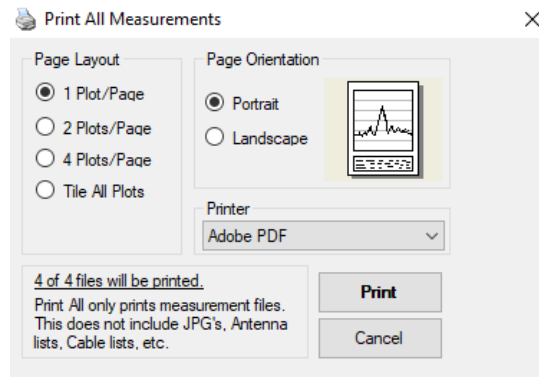 Print All Measurements
Page Layout
1 Plot/Page
2 Plots/Page
4 Plots/Page
Tile All Plots
Page Orientation
Portrait
Landscape
Printer
Adobe PDF
4 of 4 files will be printed.
Print All only prints measurement files.
This does not include JPG's, Antenna
lists, Cable lists, etc.
Print
Cancel